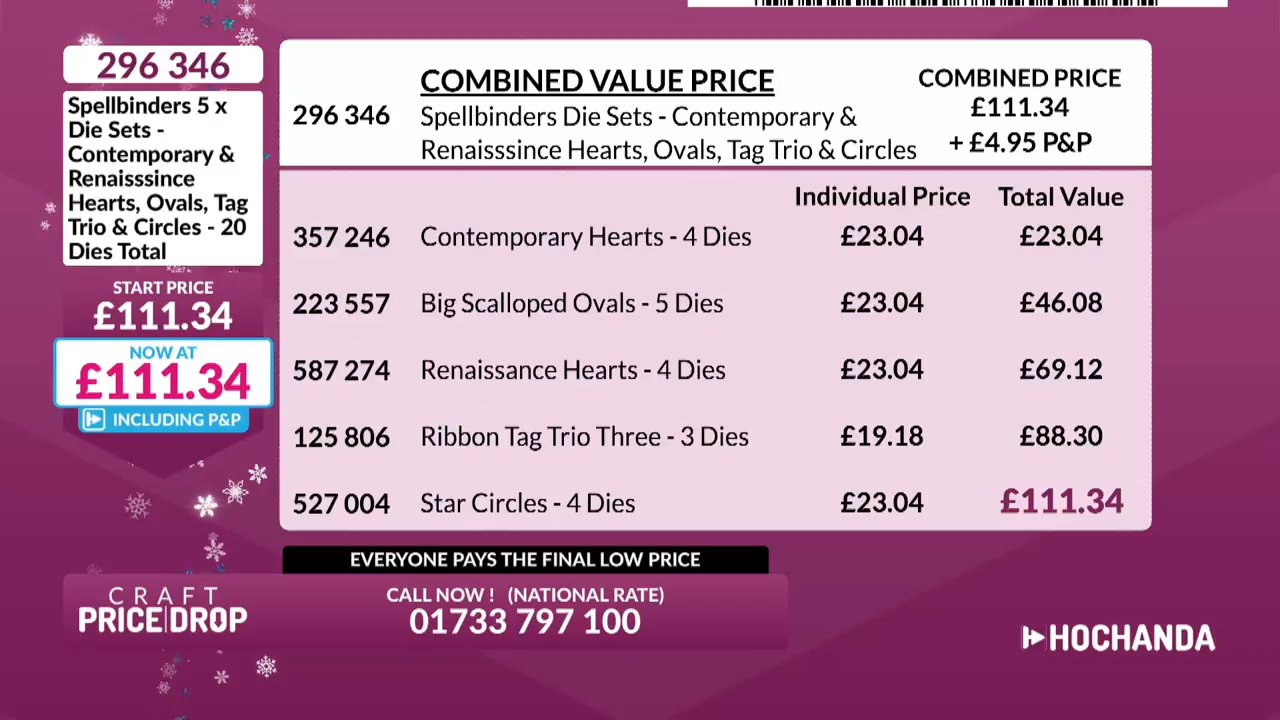 296 346
Spellbinders 5 x
Die Sets -
Contemporary &
Renaisssince
Hearts, Ovals, Tag
Trio & Circles - 20
Dies Total
START PRICE
£111.34
NOW AT
£111.34
INCLUDING P&P
COMBINED VALUE PRICE
COMBINED PRICE
296 346
Spellbinders Die Sets - Contemporary &
£111.34
Renaisssince Hearts, Ovals, Tag Trio & Circles
+ £4.95 P&P
Individual Price Total Value
357 246 Contemporary Hearts - 4 Dies £23.04 £23.04
223 557 Big Scalloped Ovals - 5 Dies £23.04 £46.08
587 274 Renaissance Hearts - 4 Dies £23.04 £69.12
125 806 Ribbon Tag Trio Three - 3 Dies £19.18 £88.30
527 004 Star Circles - 4 Dies £23.04 £111.34
EVERYONE PAYS THE FINAL LOW PRICE
CRAFT
PRICE DROP
CALL NOW ! (NATIONAL RATE)
01733 797 100
HOCHANDA